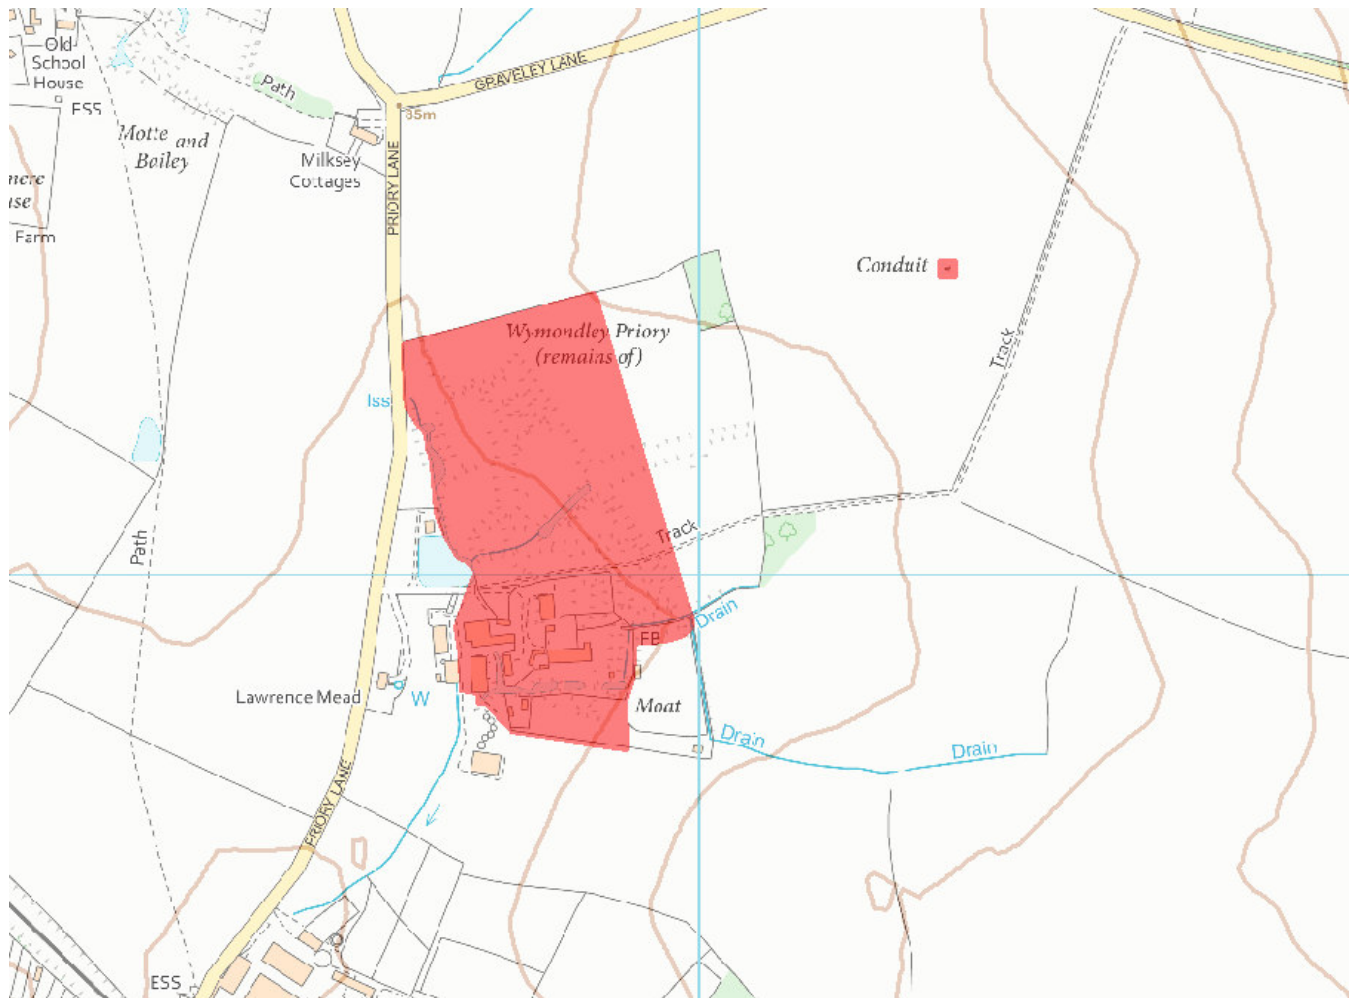 Old
School
House
ESS
Path
GRAVELEY LANE
85m
Motte and
Bailey
Milksey
Cottages
PRIORY LANE
Farm
Conduit
Wymondley Priory
(remains of)
Track
Iss
Track
Path
Drain
FB
Lawrence Mead
W
Moat
Drain
Drain
PRIORY LANE
ESS